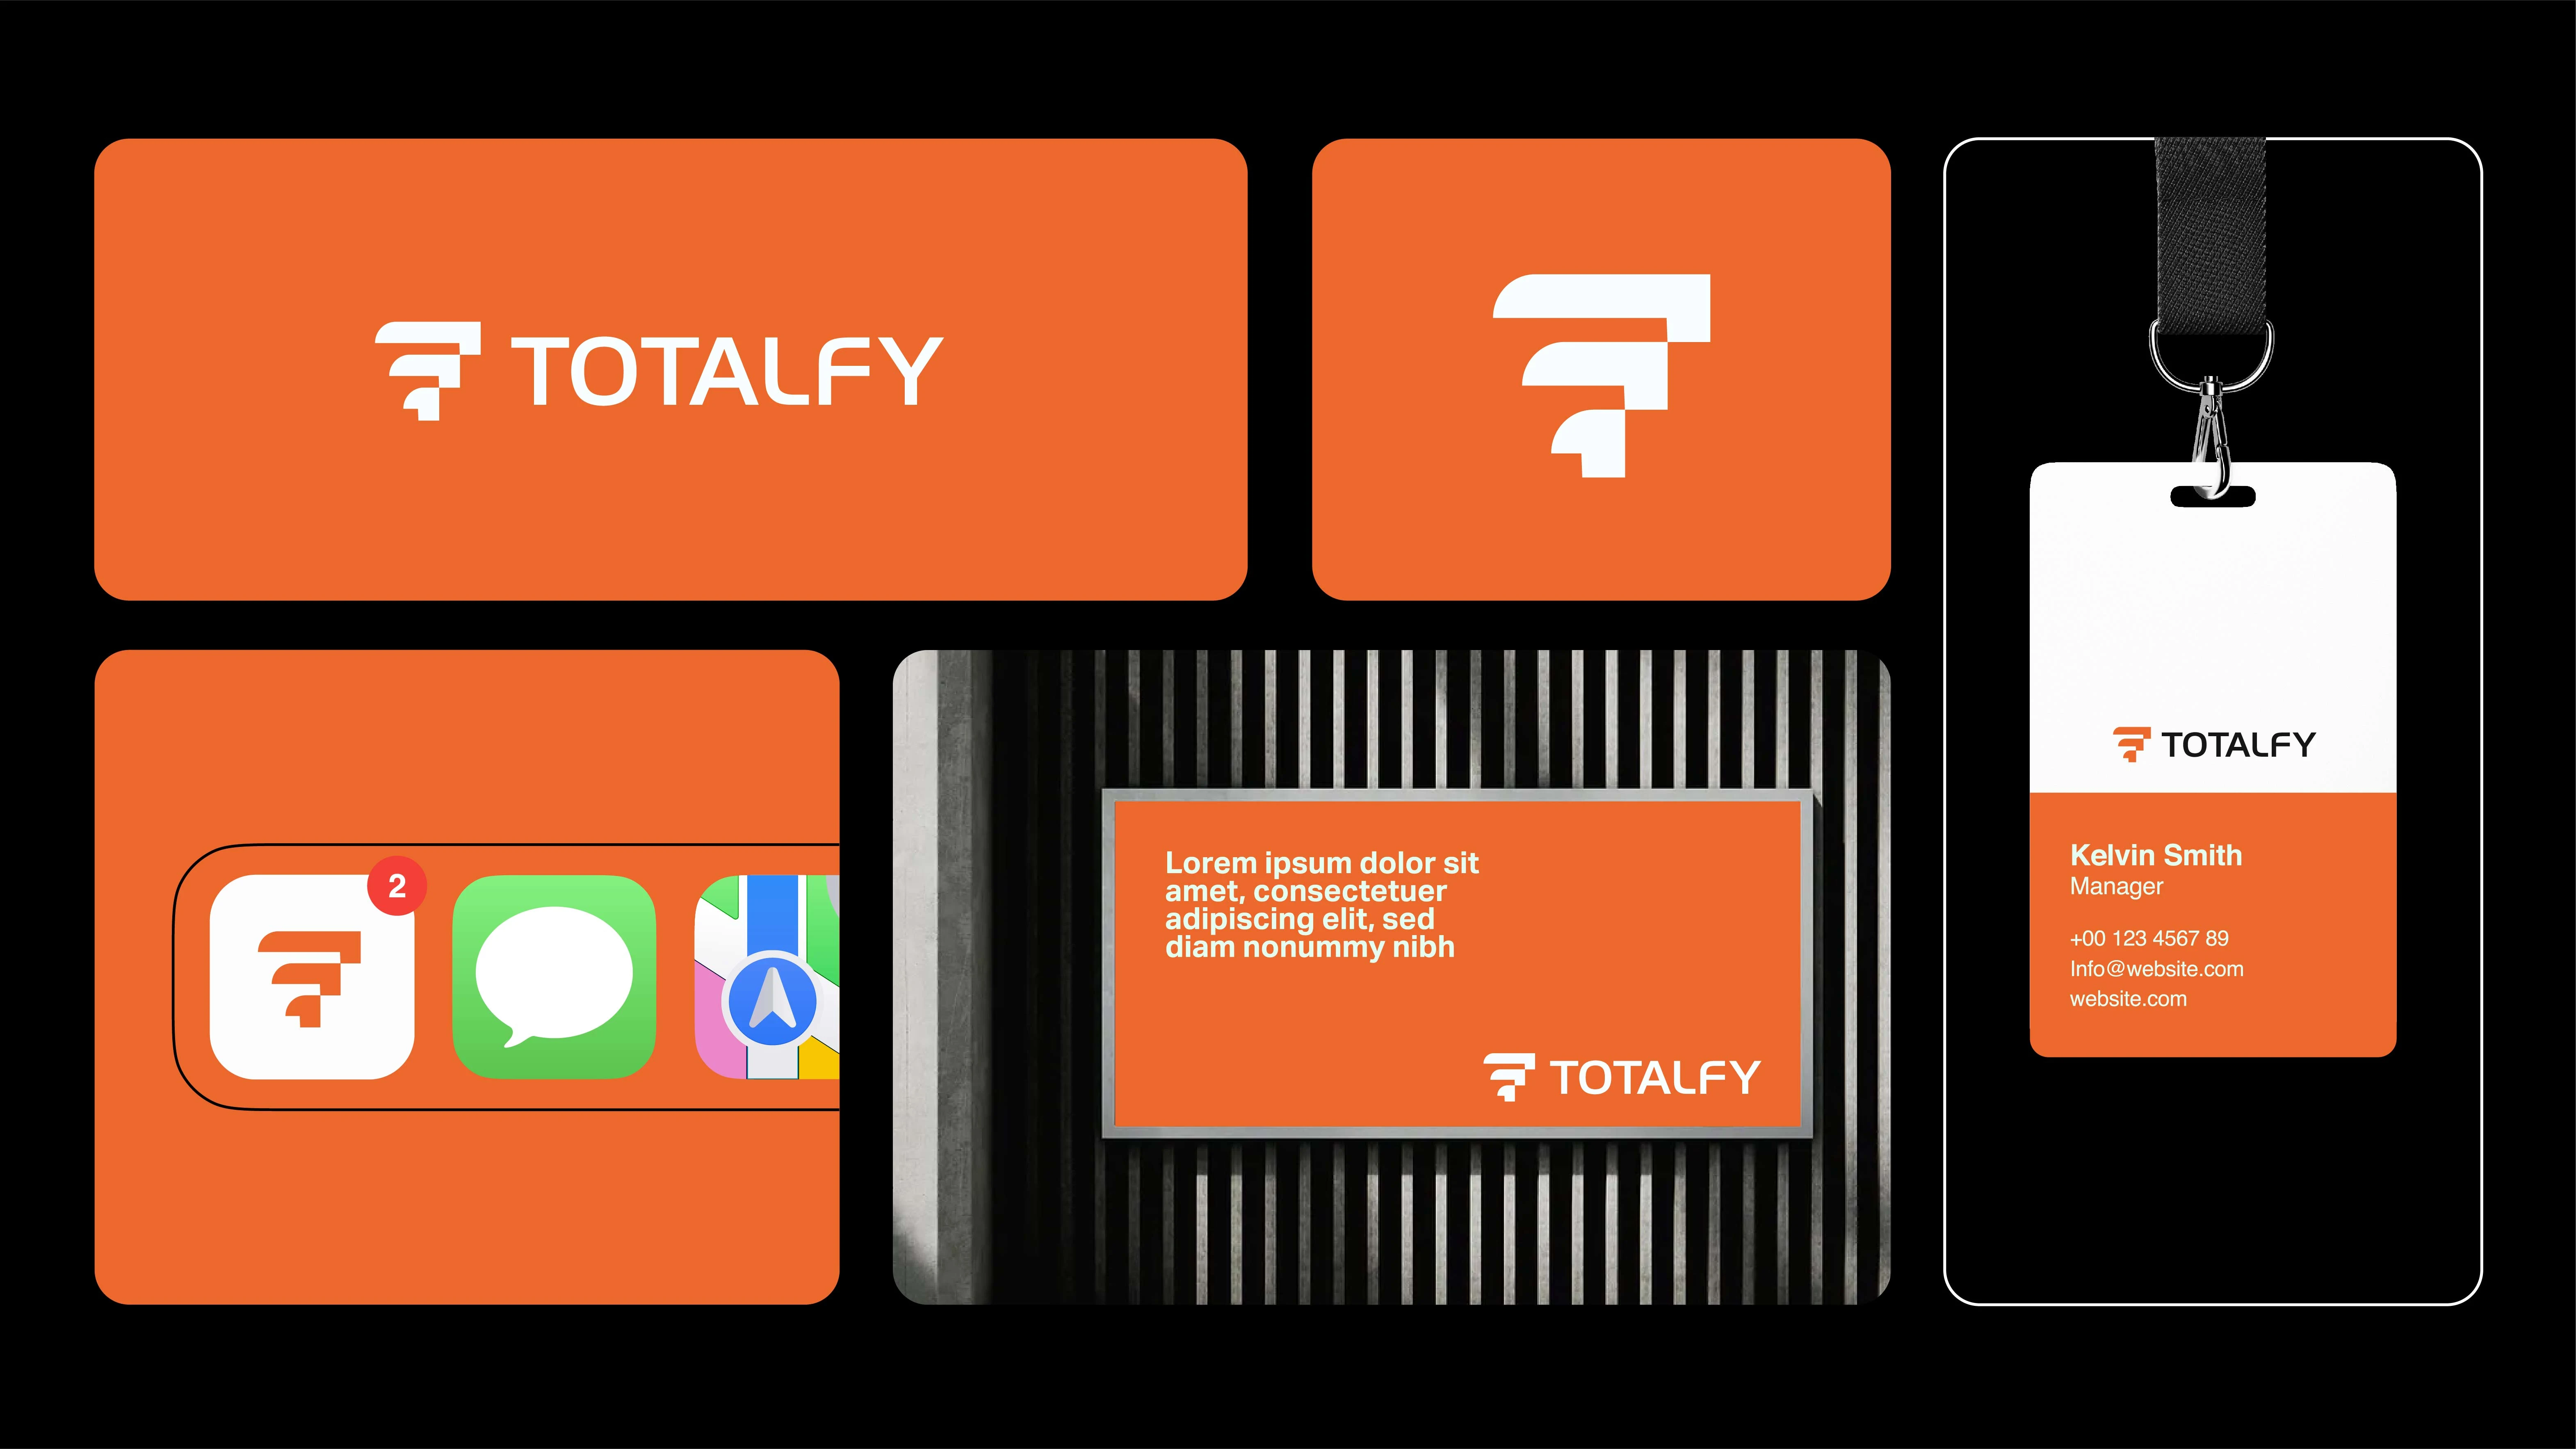 TOTALFY
2
Lorem ipsum dolor sit
amet, consectetuer
adipiscing elit, sed
diam nonummy nibh
TOTALFY
TOTALFY
Kelvin Smith
Manager
+00 123 4567 89
Info@website.com
website.com